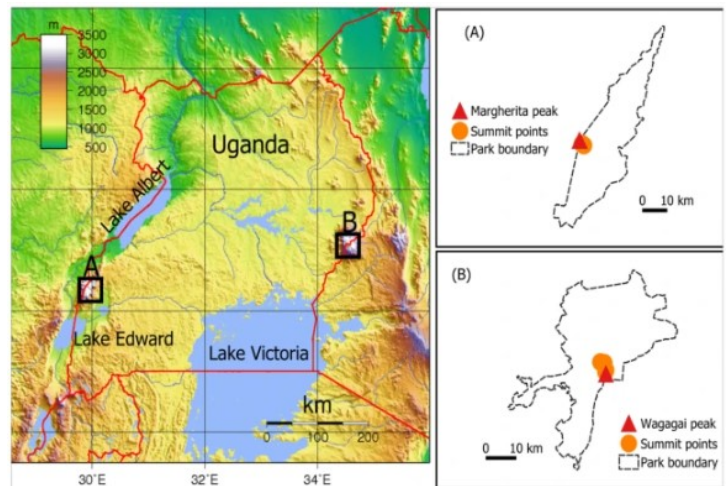 m
3500
3000
2500
2000
1500
1000
500
Uganda
Lake Albert
B
A
Lake Edward
Lake Victoria
km
0 100 200
30°E 32°E 34°E
(A)
Margherita peak
Summit points
Park boundary
0 10 km
(B)
Wagagai peak
Summit points
Park boundary
0 10 km